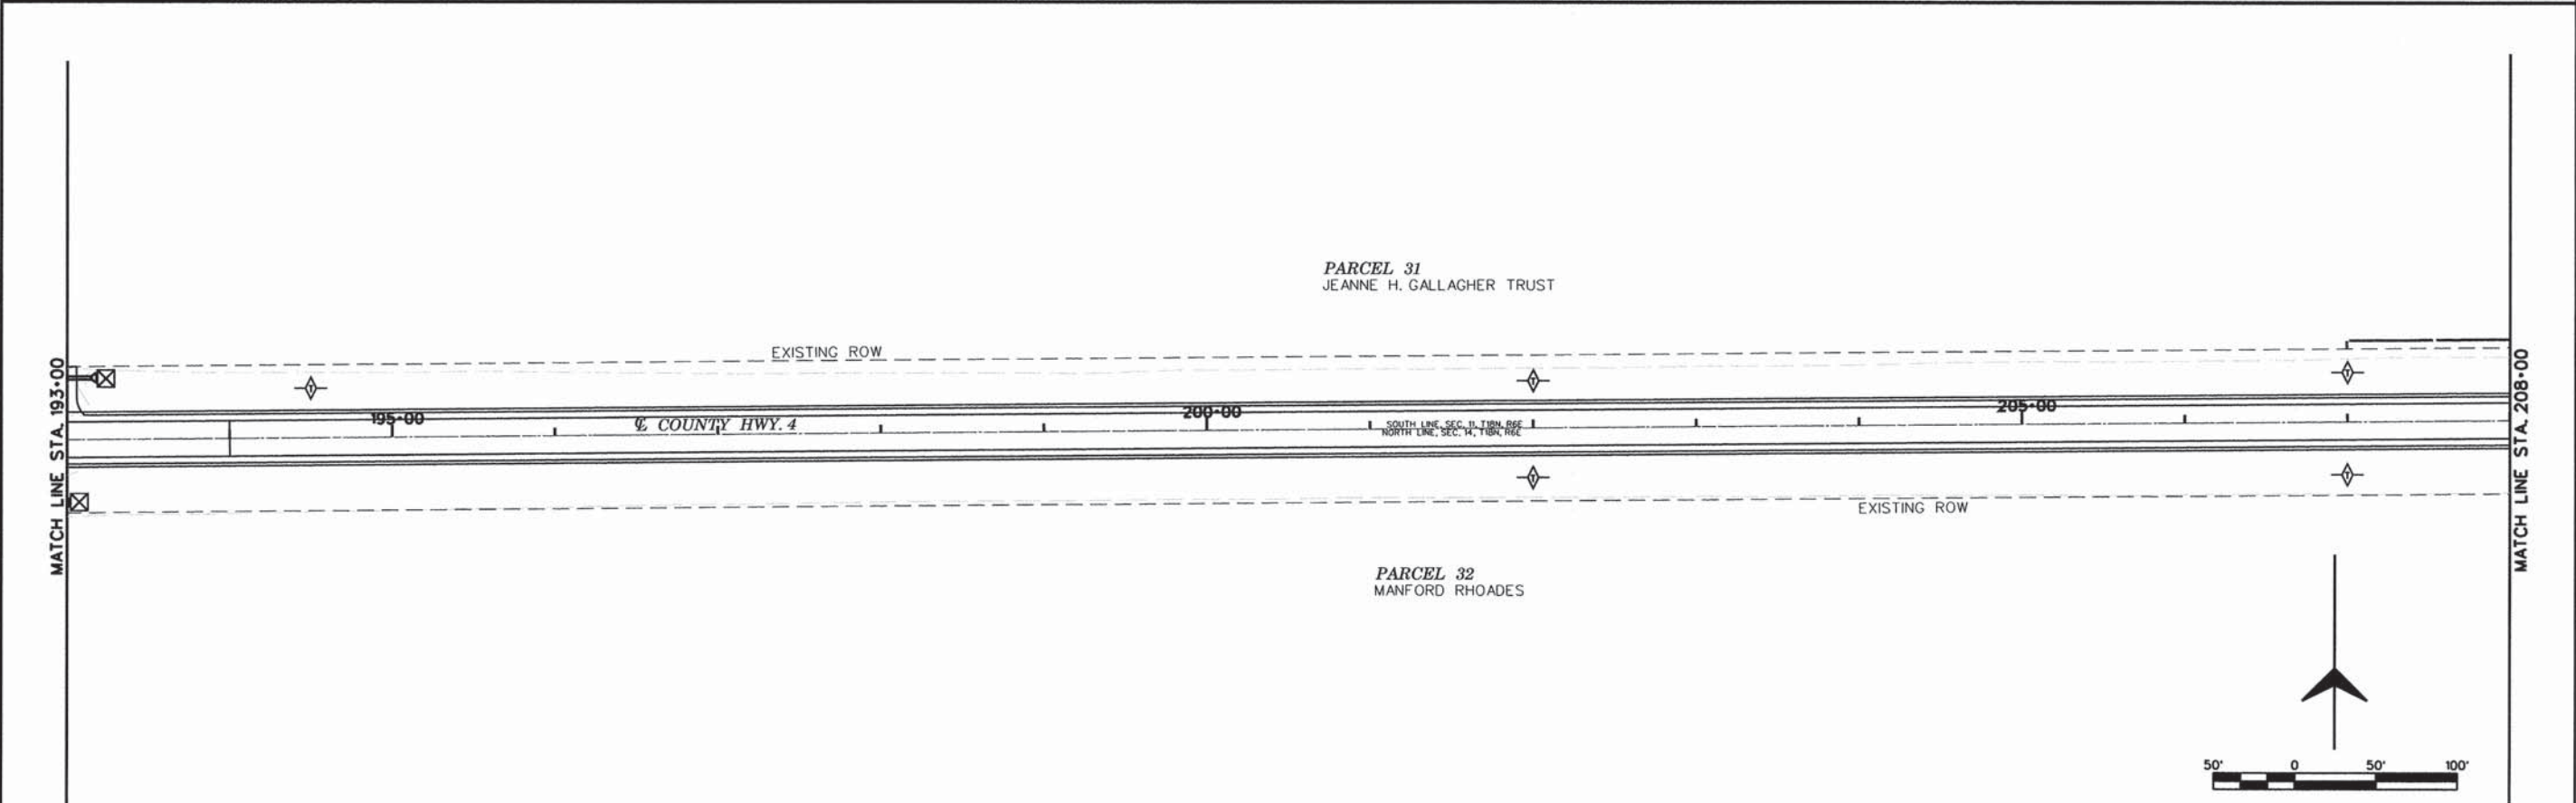 PARCEL 31
JEANNE H. GALLAGHER TRUST
EXISTING ROW
MATCH LINE STA. 193+00
195+00
℄ COUNTY HWY. 4
200+00
SOUTH LINE, SEC. 11, T18N, R6E
NORTH LINE, SEC. 14, T18N, R6E
205+00
MATCH LINE STA. 208+00
T
T
T
T
T
EXISTING ROW
PARCEL 32
MANFORD RHOADES
50' 0 50' 100'